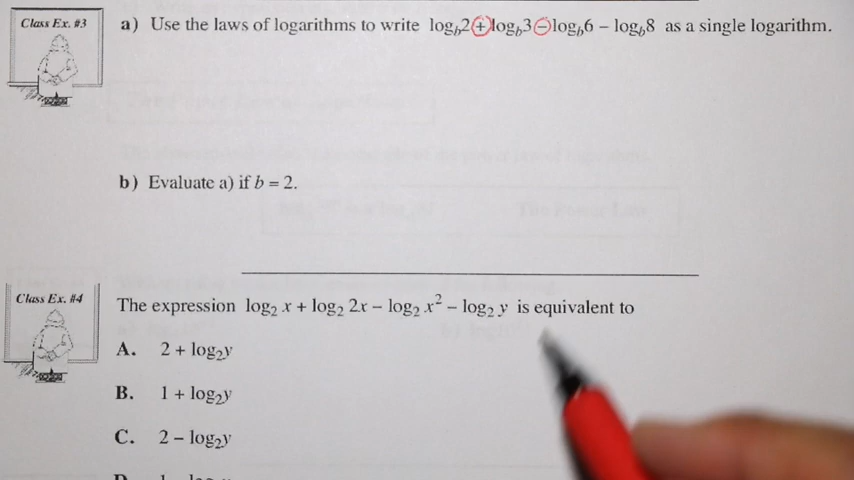 Class Ex. #3
a) Use the laws of logarithms to write log_b2 + log_b3 − log_b6 − log_b8 as a single logarithm.
b) Evaluate a) if b = 2.
Class Ex. #4
The expression log₂ x + log₂ 2x − log₂ x² − log₂ y is equivalent to
A. 2 + log₂y
B. 1 + log₂y
C. 2 − log₂y